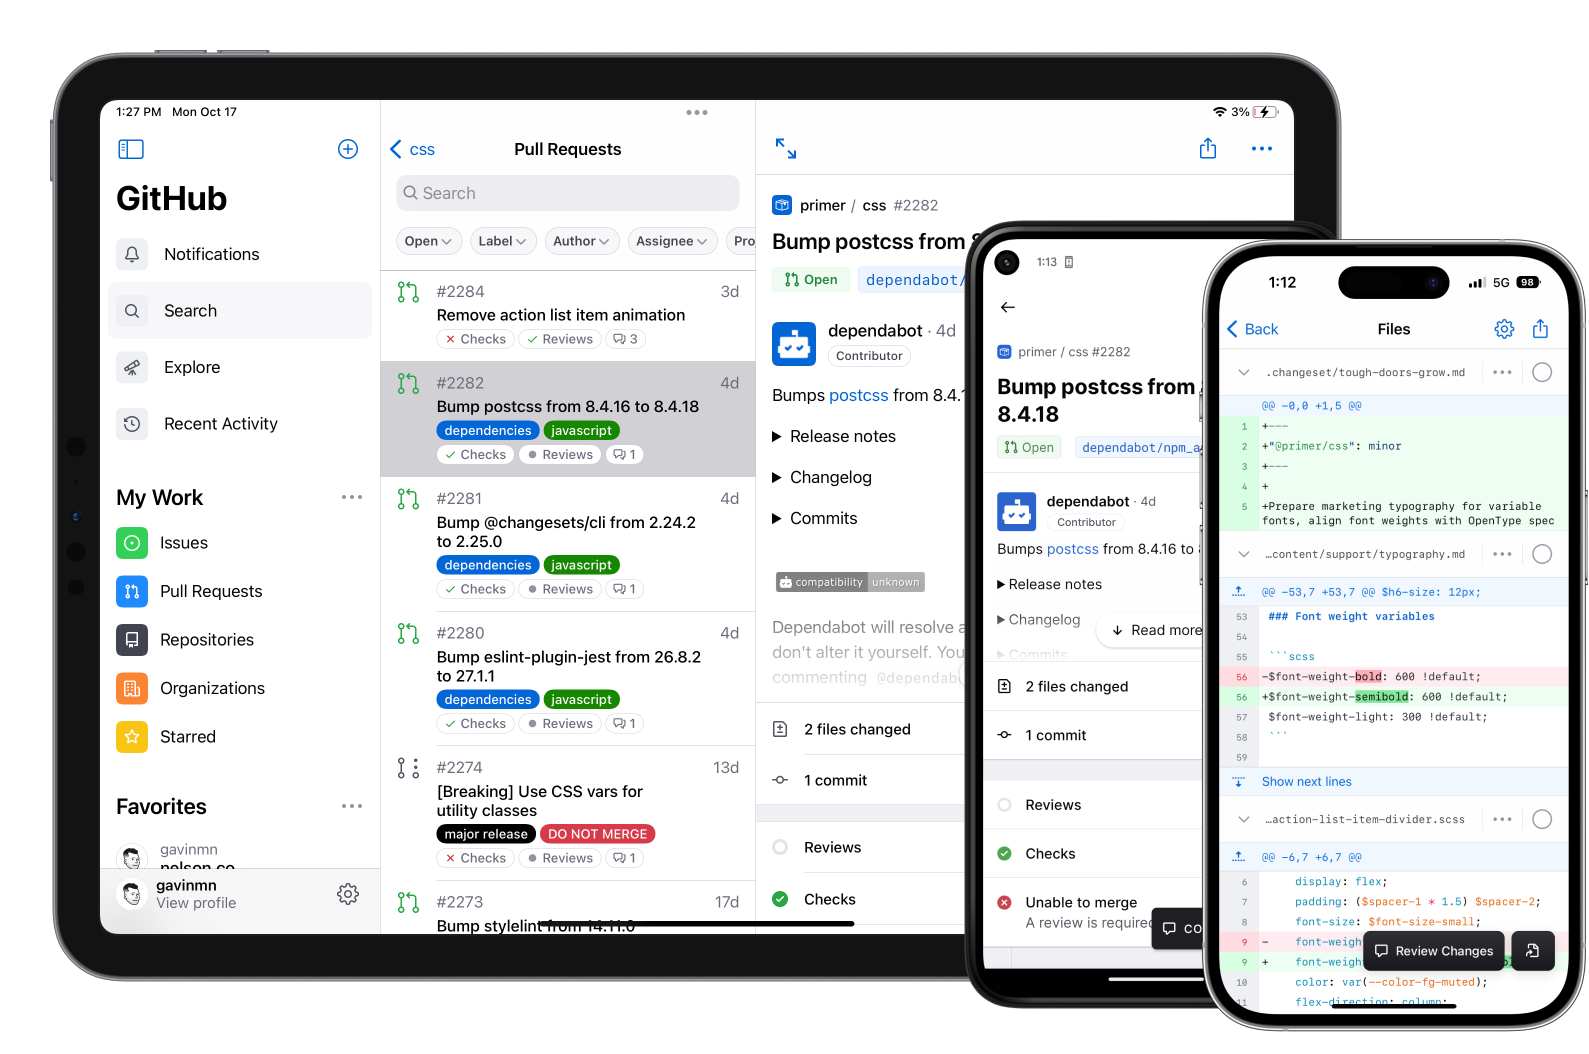 1:27 PM Mon Oct 17
3%
GitHub
Notifications
Search
Explore
Recent Activity
My Work
Issues
Pull Requests
Repositories
Organizations
Starred
Favorites
gavinmn
nelson.co
gavinmn
View profile
css
Pull Requests
Search
Open
Label
Author
Assignee
Pro
#2284 3d
Remove action list item animation
Checks Reviews 3
#2282 4d
Bump postcss from 8.4.16 to 8.4.18
dependencies javascript
Checks Reviews 1
#2281 4d
Bump @changesets/cli from 2.24.2
to 2.25.0
dependencies javascript
Checks Reviews 1
#2280 4d
Bump eslint-plugin-jest from 26.8.2
to 27.1.1
dependencies javascript
Checks Reviews 1
#2274 13d
[Breaking] Use CSS vars for
utility classes
major release DO NOT MERGE
Checks Reviews 1
#2273 17d
Bump stylelint from 14.11.0
primer / css #2282
Bump postcss from 8
Open dependabot/
dependabot · 4d
Contributor
Bumps postcss from 8.4.1
Release notes
Changelog
Commits
compatibility unknown
Dependabot will resolve a
don't alter it yourself. You
commenting @dependab
2 files changed
1 commit
Reviews
Checks
1:13
primer / css #2282
Bump postcss from
8.4.18
Open dependabot/npm_a
dependabot · 4d
Contributor
Bumps postcss from 8.4.16 to
Release notes
Changelog
Read more
Commits
2 files changed
1 commit
Reviews
Checks
Unable to merge
A review is required
CO
1:12
5G 98
Back Files
.changeset/tough-doors-grow.md
@@ -0,0 +1,5 @@
1 +---
2 +"@primer/css": minor
3 +---
4 +
5 +Prepare marketing typography for variable
fonts, align font weights with OpenType spec
…content/support/typography.md
@@ -53,7 +53,7 @@ $h6-size: 12px;
53 ### Font weight variables
54
55 ```scss
56 -$font-weight-bold: 600 !default;
56 +$font-weight-semibold: 600 !default;
57 $font-weight-light: 300 !default;
58 ```
59
Show next lines
…action-list-item-divider.scss
@@ -6,7 +6,7 @@
6 display: flex;
7 padding: ($spacer-1 * 1.5) $spacer-2;
8 font-size: $font-size-small;
9 - font-weight
9 + font-weight
Review Changes
10 color: var(--color-fg-muted);
11 flex-direction: column;